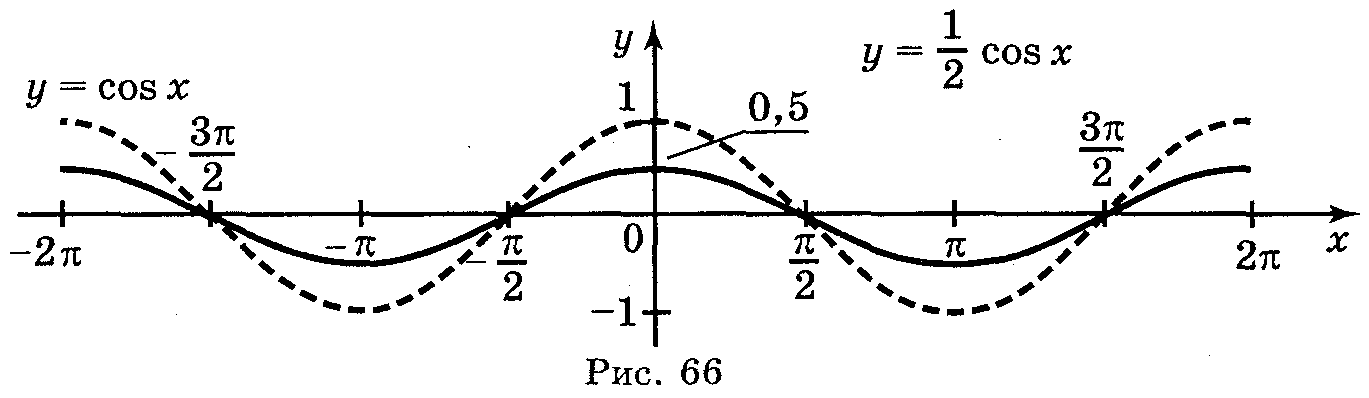 y = cos x
y
y = 1/2 cos x
1
0,5
- 3π/2
3π/2
-2π
-π
- π/2
0
π/2
π
2π
x
-1
Рис. 66